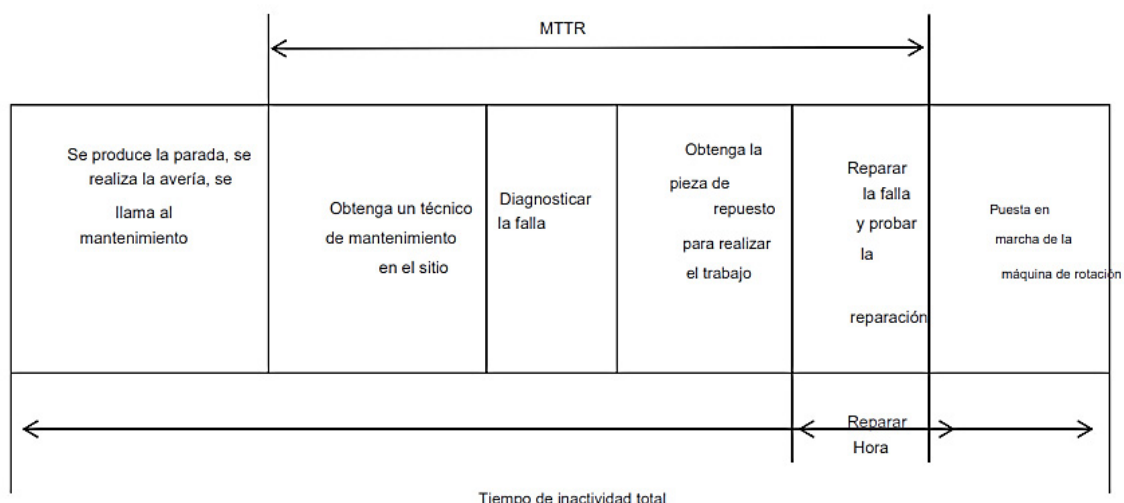 MTTR
Se produce la parada, se
realiza la avería, se
llama al
mantenimiento
Obtenga un técnico
de mantenimiento
en el sitio
Diagnosticar
la falla
Obtenga la
pieza de
repuesto
para realizar
el trabajo
Reparar
la falla
y probar
la
reparación
Puesta en
marcha de la
máquina de rotación
Reparar
Hora
Tiempo de inactividad total